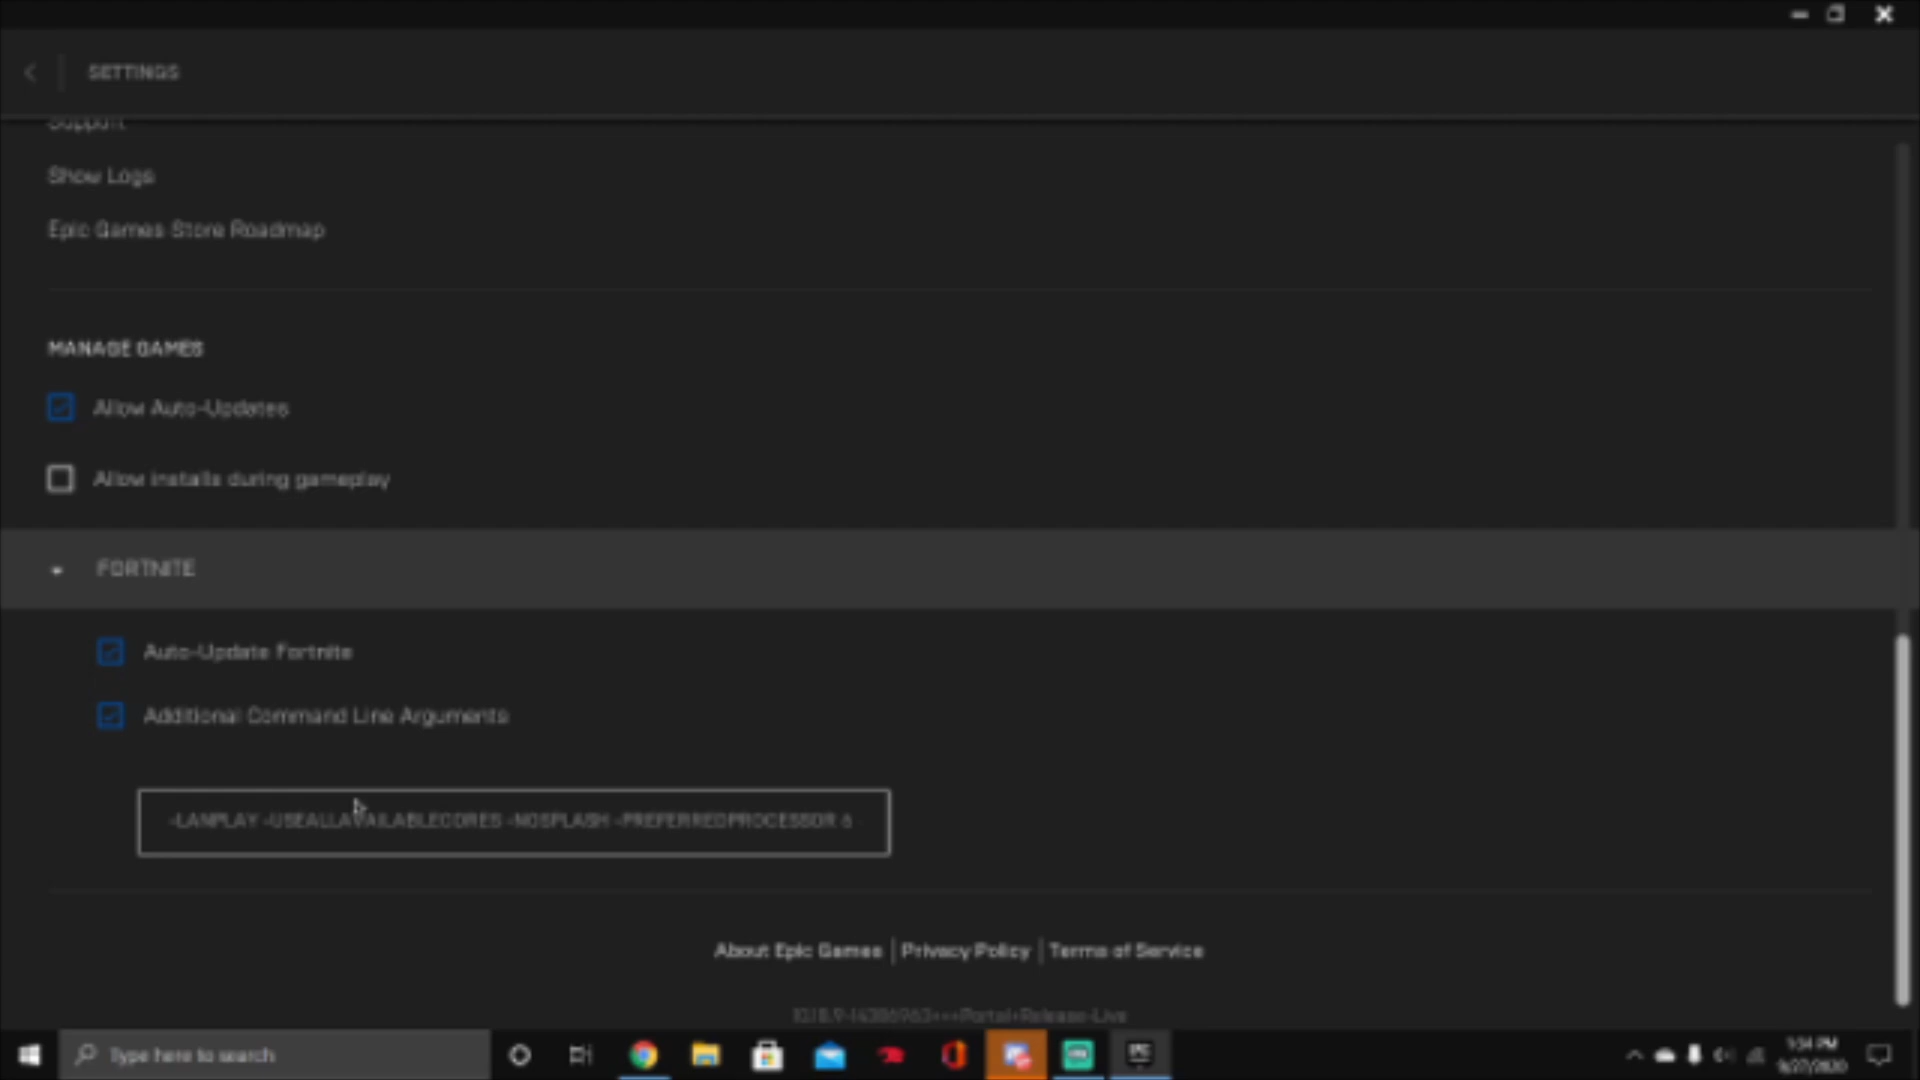 SETTINGS
Support
Show Logs
Epic Games Store Roadmap
MANAGE GAMES
Allow Auto-Updates
Allow installs during gameplay
FORTNITE
Auto-Update Fortnite
Additional Command Line Arguments
-LANPLAY -USEALLAVAILABLECORES -NOSPLASH -PREFERREDPROCESSOR 6
About Epic Games | Privacy Policy | Terms of Service
Type here to search